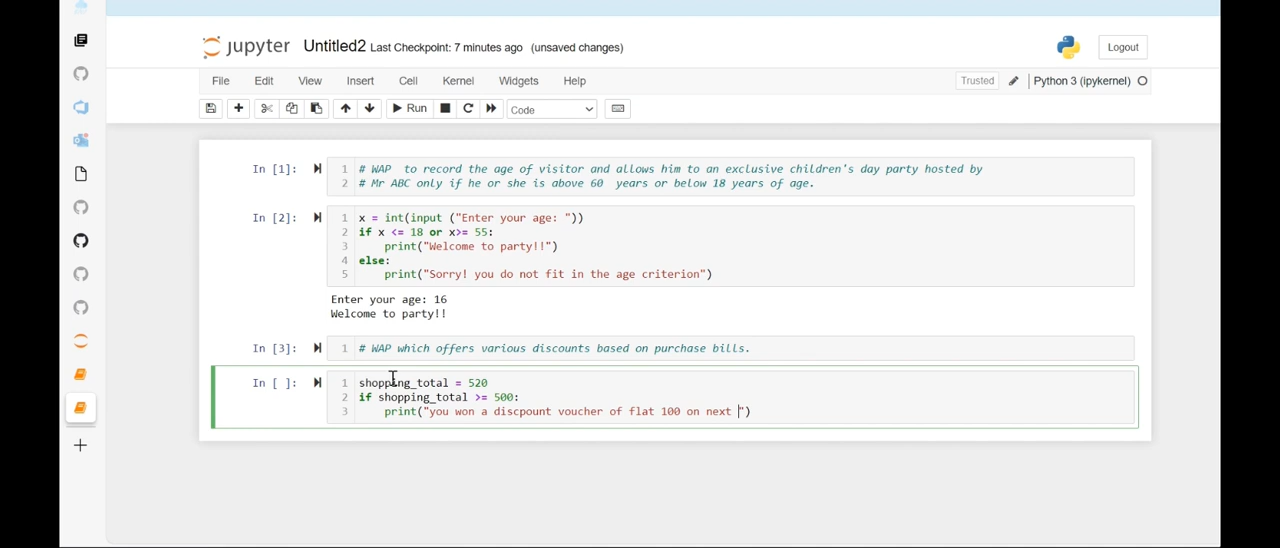 jupyter Untitled2 Last Checkpoint: 7 minutes ago (unsaved changes)
Logout
File Edit View Insert Cell Kernel Widgets Help
Trusted Python 3 (ipykernel)
Run Code
In [1]:
1 # WAP  to record the age of visitor and allows him to an exclusive children's day party hosted by
2 # Mr ABC only if he or she is above 60  years or below 18 years of age.
In [2]:
1 x = int(input ("Enter your age: "))
2 if x <= 18 or x>= 55:
3     print("Welcome to party!!")
4 else:
5     print("Sorry! you do not fit in the age criterion")
Enter your age: 16
Welcome to party!!
In [3]:
1 # WAP which offers various discounts based on purchase bills.
In [ ]:
1 shopping_total = 520
2 if shopping_total >= 500:
3     print("you won a discpount voucher of flat 100 on next ")